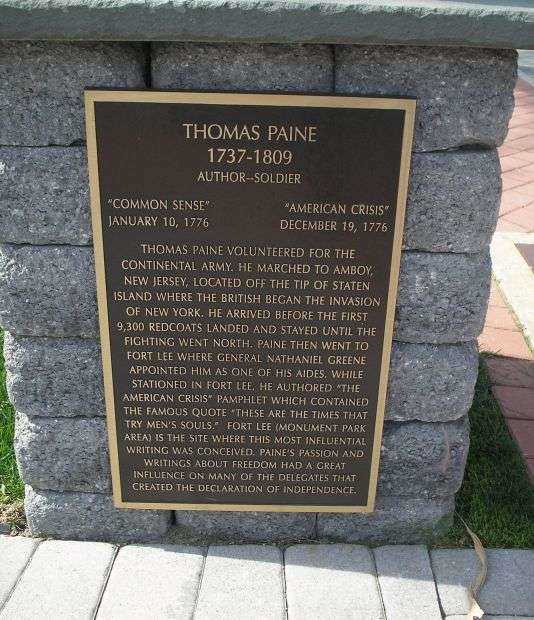 THOMAS PAINE
1737-1809
AUTHOR--SOLDIER
"COMMON SENSE" "AMERICAN CRISIS"
JANUARY 10, 1776 DECEMBER 19, 1776
THOMAS PAINE VOLUNTEERED FOR THE
CONTINENTAL ARMY. HE MARCHED TO AMBOY,
NEW JERSEY, LOCATED OFF THE TIP OF STATEN
ISLAND WHERE THE BRITISH BEGAN THE INVASION
OF NEW YORK. HE ARRIVED BEFORE THE FIRST
9,300 REDCOATS LANDED AND STAYED UNTIL THE
FIGHTING WENT NORTH. PAINE THEN WENT TO
FORT LEE WHERE GENERAL NATHANIEL GREENE
APPOINTED HIM AS ONE OF HIS AIDES. WHILE
STATIONED IN FORT LEE, HE AUTHORED "THE
AMERICAN CRISIS" PAMPHLET WHICH CONTAINED
THE FAMOUS QUOTE "THESE ARE THE TIMES THAT
TRY MEN'S SOULS." FORT LEE (MONUMENT PARK
AREA) IS THE SITE WHERE THIS MOST INFLUENTIAL
WRITING WAS CONCEIVED. PAINE'S PASSION AND
WRITINGS ABOUT FREEDOM HAD A GREAT
INFLUENCE ON MANY OF THE DELEGATES THAT
CREATED THE DECLARATION OF INDEPENDENCE.